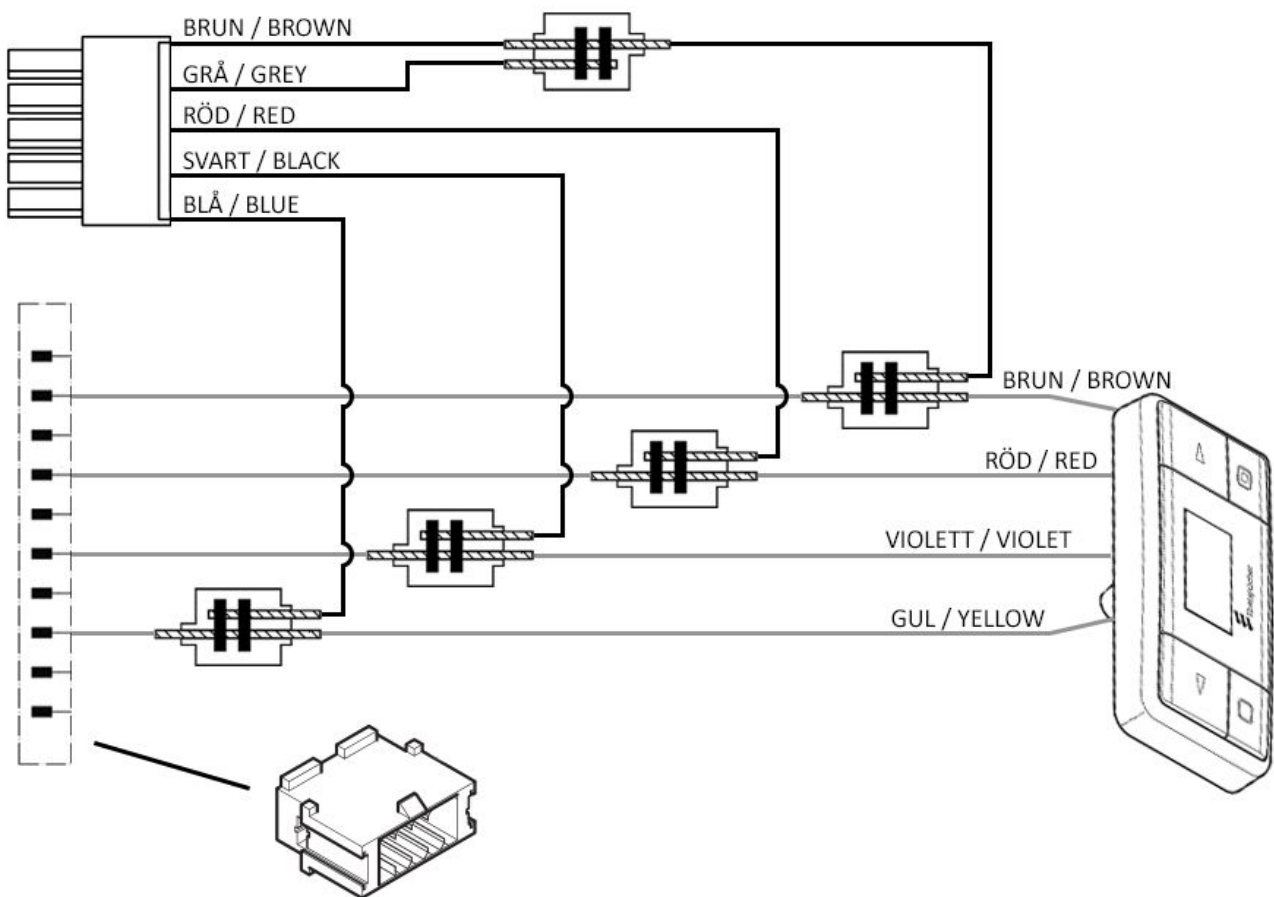 BRUN / BROWN
GRÅ / GREY
RÖD / RED
SVART / BLACK
BLÅ / BLUE
BRUN / BROWN
RÖD / RED
VIOLETT / VIOLET
GUL / YELLOW